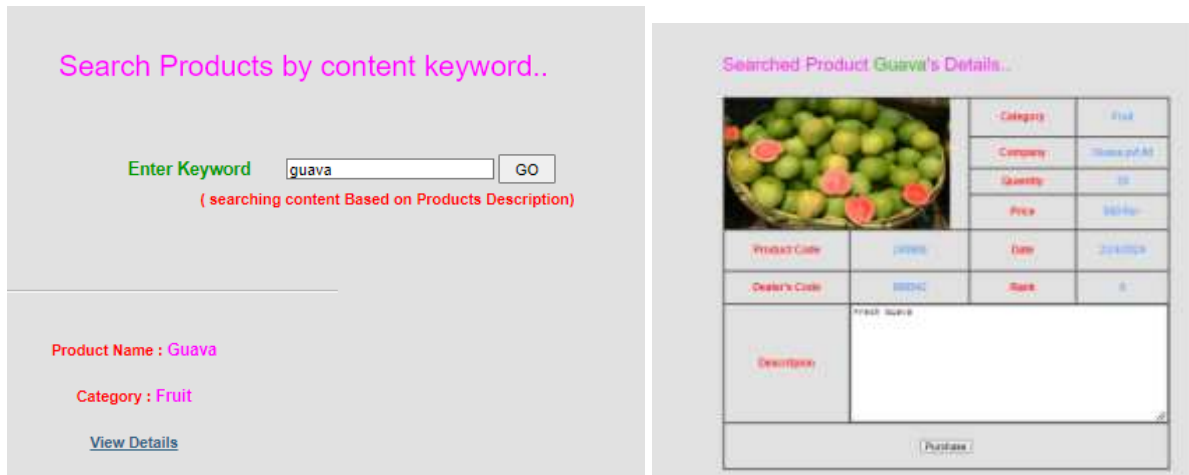 Search Products by content keyword..
Enter Keyword guava GO
( searching content Based on Products Description)
Product Name : Guava
Category : Fruit
View Details
Searched Product Guava's Details...
Category Fruit
Company
Quantity
Price
Product Code Date
Dealer's Code Rank
Fresh Guava
Description
Purchase